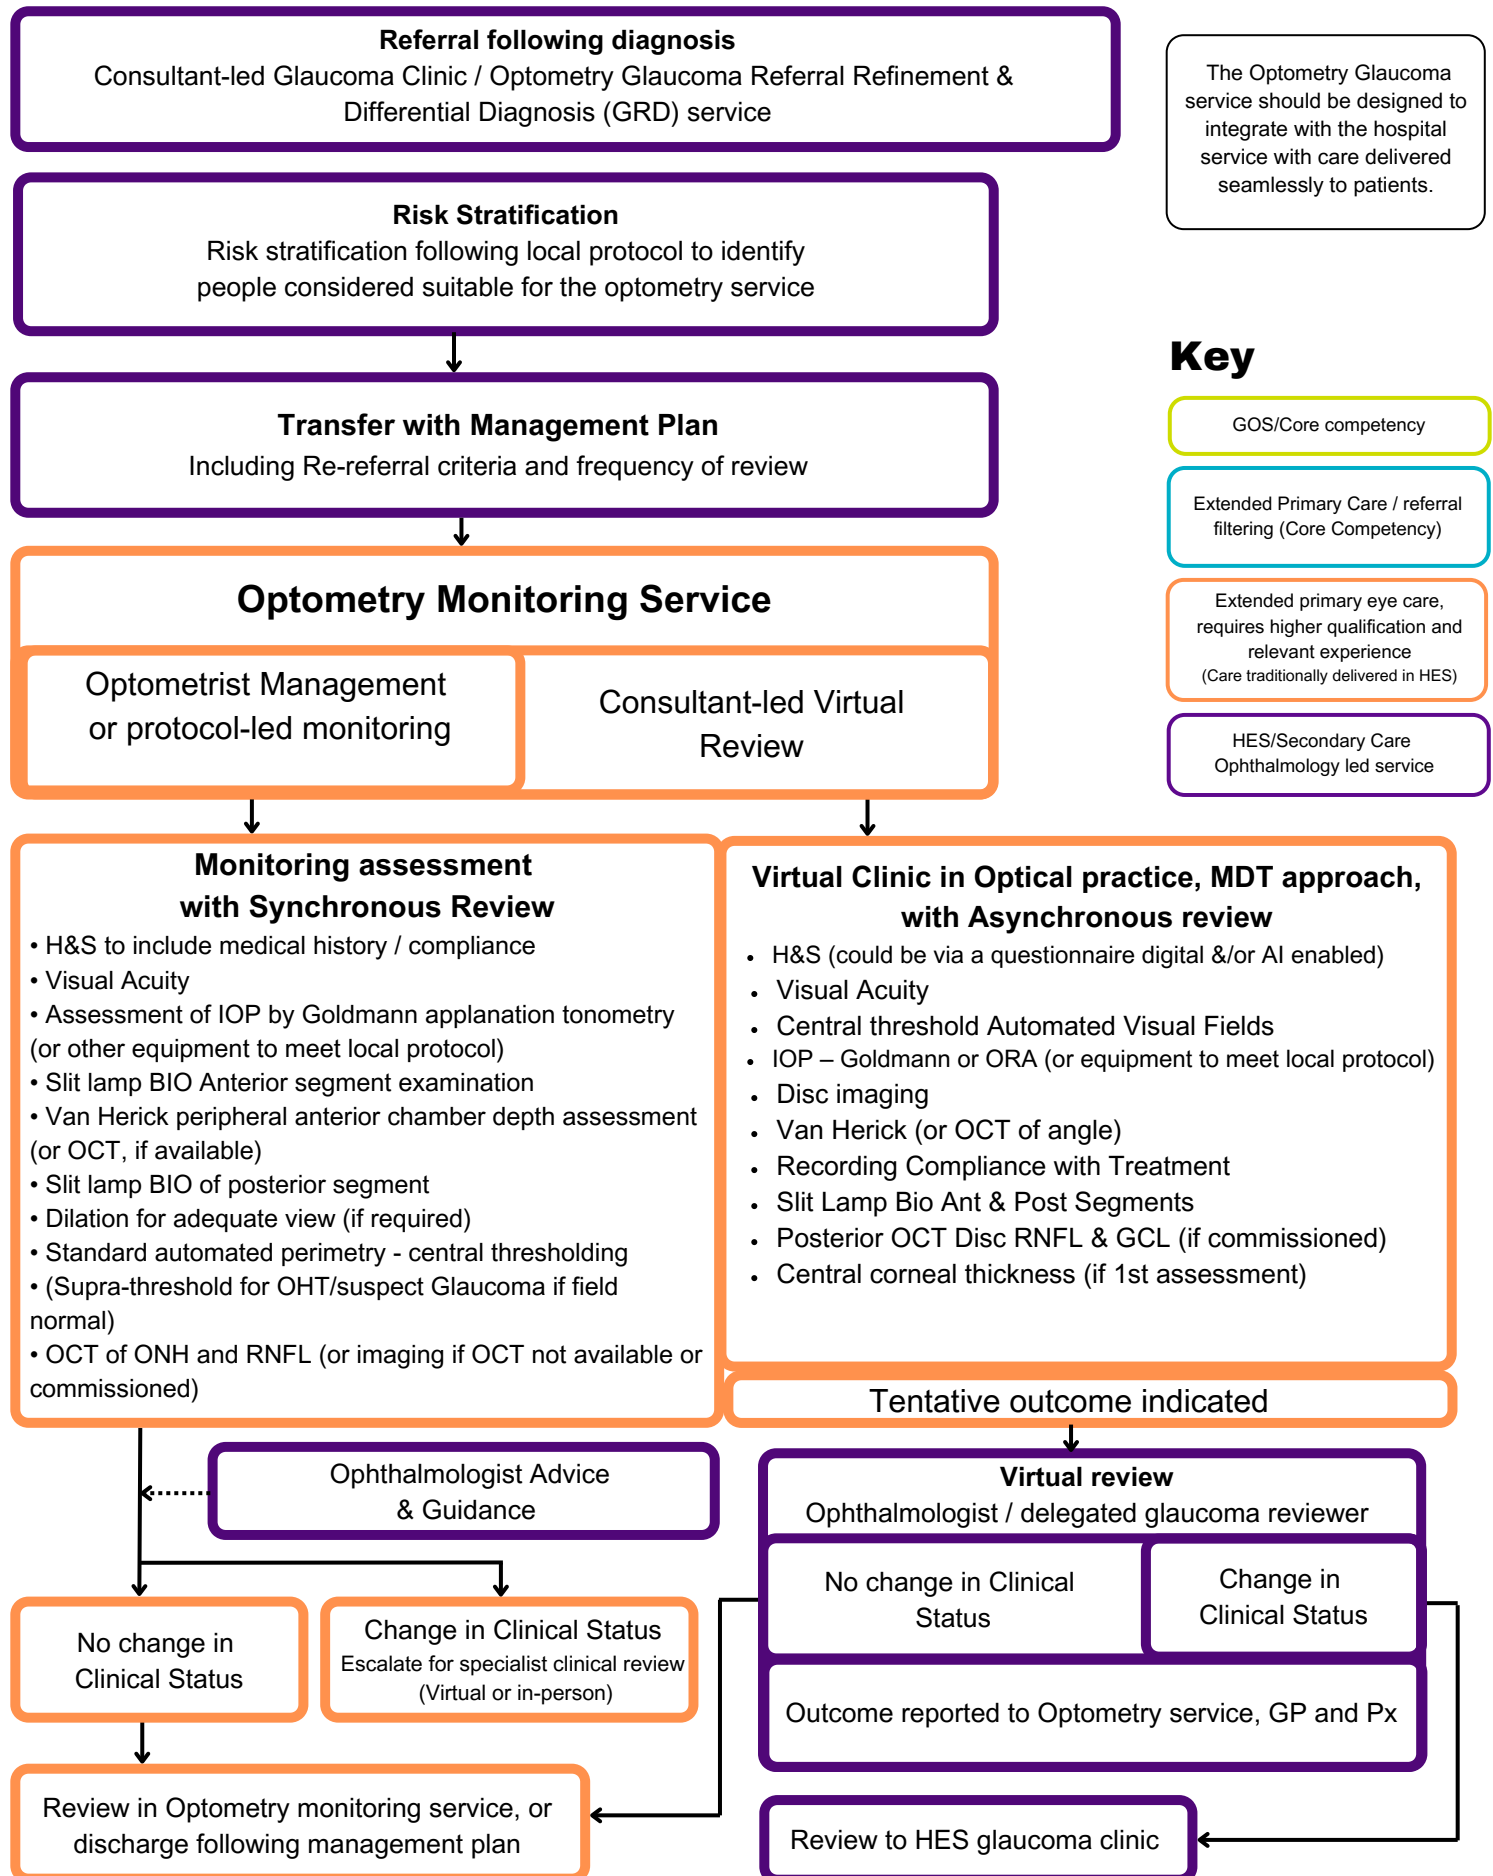 Referral following diagnosis
Consultant-led Glaucoma Clinic / Optometry Glaucoma Referral Refinement &
Differential Diagnosis (GRD) service
The Optometry Glaucoma
service should be designed to
integrate with the hospital
service with care delivered
seamlessly to patients.
Risk Stratification
Risk stratification following local protocol to identify
people considered suitable for the optometry service
Transfer with Management Plan
Including Re-referral criteria and frequency of review
Key
GOS/Core competency
Extended Primary Care / referral
filtering (Core Competency)
Extended primary eye care,
requires higher qualification and
relevant experience
(Care traditionally delivered in HES)
HES/Secondary Care
Ophthalmology led service
Optometry Monitoring Service
Optometrist Management
or protocol-led monitoring
Consultant-led Virtual
Review
Monitoring assessment
with Synchronous Review
• H&S to include medical history / compliance
• Visual Acuity
• Assessment of IOP by Goldmann applanation tonometry
(or other equipment to meet local protocol)
• Slit lamp BIO Anterior segment examination
• Van Herick peripheral anterior chamber depth assessment
(or OCT, if available)
• Slit lamp BIO of posterior segment
• Dilation for adequate view (if required)
• Standard automated perimetry - central thresholding
• (Supra-threshold for OHT/suspect Glaucoma if field
normal)
• OCT of ONH and RNFL (or imaging if OCT not available or
commissioned)
Virtual Clinic in Optical practice, MDT approach,
with Asynchronous review
• H&S (could be via a questionnaire digital &/or AI enabled)
• Visual Acuity
• Central threshold Automated Visual Fields
• IOP – Goldmann or ORA (or equipment to meet local protocol)
• Disc imaging
• Van Herick (or OCT of angle)
• Recording Compliance with Treatment
• Slit Lamp Bio Ant & Post Segments
• Posterior OCT Disc RNFL & GCL (if commissioned)
• Central corneal thickness (if 1st assessment)
Tentative outcome indicated
Ophthalmologist Advice
& Guidance
Virtual review
Ophthalmologist / delegated glaucoma reviewer
No change in Clinical
Status
Change in
Clinical Status
Outcome reported to Optometry service, GP and Px
No change in
Clinical Status
Change in Clinical Status
Escalate for specialist clinical review
(Virtual or in-person)
Review in Optometry monitoring service, or
discharge following management plan
Review to HES glaucoma clinic